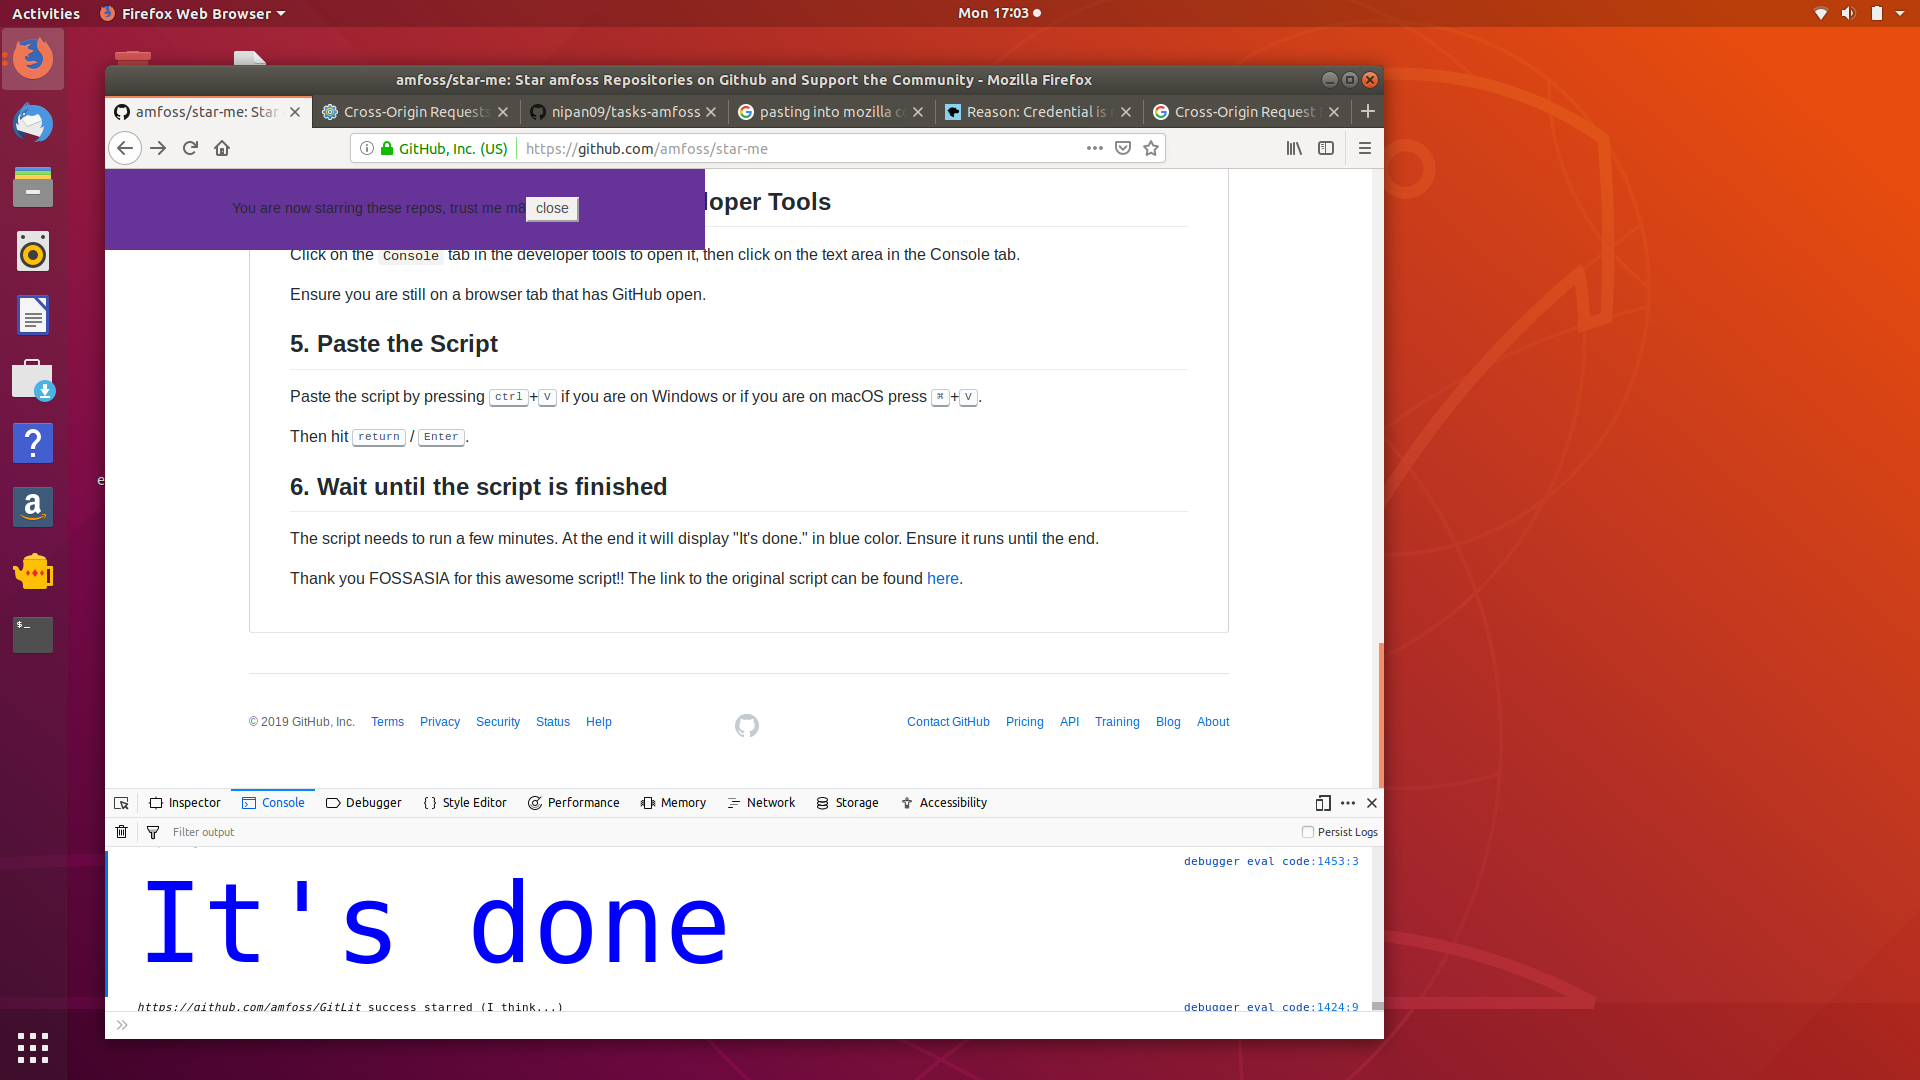 Activities
Firefox Web Browser
Mon 17:03
amfoss/star-me: Star amfoss Repositories on Github and Support the Community - Mozilla Firefox
amfoss/star-me: Star
Cross-Origin Requests
nipan09/tasks-amfoss
pasting into mozilla co
Reason: Credential is n
Cross-Origin Request
GitHub, Inc. (US)
https://github.com/amfoss/star-me
You are now starring these repos, trust me m8
close
loper Tools
Click on the Console tab in the developer tools to open it, then click on the text area in the Console tab.
Ensure you are still on a browser tab that has GitHub open.
5. Paste the Script
Paste the script by pressing ctrl+V if you are on Windows or if you are on macOS press ⌘+V.
Then hit return / Enter.
6. Wait until the script is finished
The script needs to run a few minutes. At the end it will display "It's done." in blue color. Ensure it runs until the end.
Thank you FOSSASIA for this awesome script!! The link to the original script can be found here.
© 2019 GitHub, Inc. Terms Privacy Security Status Help
Contact GitHub Pricing API Training Blog About
Inspector Console Debugger Style Editor Performance Memory Network Storage Accessibility
Filter output
Persist Logs
debugger eval code:1453:3
It's done
https://github.com/amfoss/GitLit success starred (I think...)
debugger eval code:1424:9